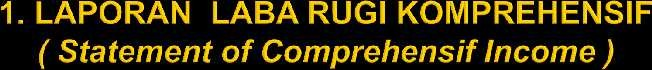 1. LAPORAN LABA RUGI KOMPREHENSIF
( Statement of Comprehensif Income )